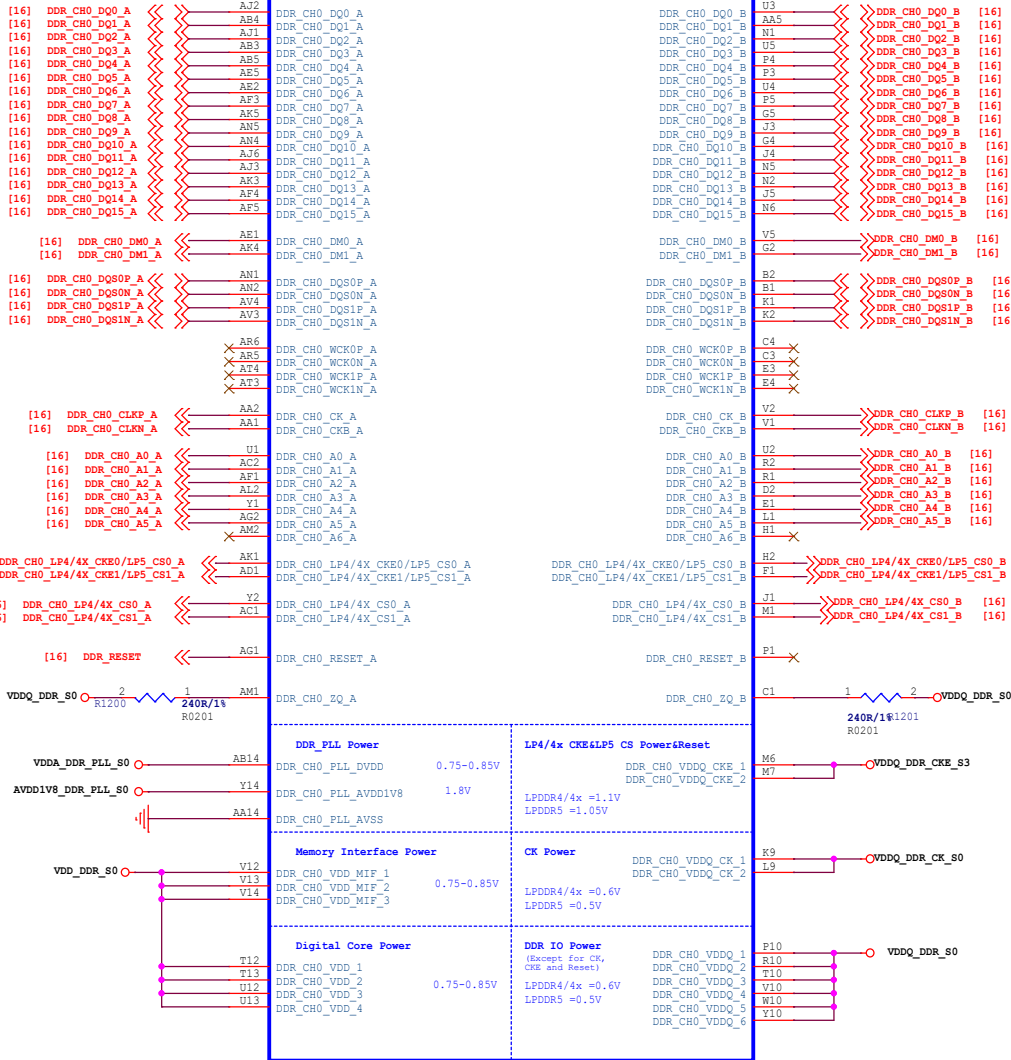 [16] DDR_CH0_DQ0_A AJ2 DDR_CH0_DQ0_A DDR_CH0_DQ0_B U3 DDR_CH0_DQ0_B [16]
[16] DDR_CH0_DQ1_A AB4 DDR_CH0_DQ1_A DDR_CH0_DQ1_B AA5 DDR_CH0_DQ1_B [16]
[16] DDR_CH0_DQ2_A AJ1 DDR_CH0_DQ2_A DDR_CH0_DQ2_B N1 DDR_CH0_DQ2_B [16]
[16] DDR_CH0_DQ3_A AB3 DDR_CH0_DQ3_A DDR_CH0_DQ3_B U5 DDR_CH0_DQ3_B [16]
[16] DDR_CH0_DQ4_A AB5 DDR_CH0_DQ4_A DDR_CH0_DQ4_B P4 DDR_CH0_DQ4_B [16]
[16] DDR_CH0_DQ5_A AE5 DDR_CH0_DQ5_A DDR_CH0_DQ5_B P3 DDR_CH0_DQ5_B [16]
[16] DDR_CH0_DQ6_A AE2 DDR_CH0_DQ6_A DDR_CH0_DQ6_B U4 DDR_CH0_DQ6_B [16]
[16] DDR_CH0_DQ7_A AF3 DDR_CH0_DQ7_A DDR_CH0_DQ7_B P5 DDR_CH0_DQ7_B [16]
[16] DDR_CH0_DQ8_A AK5 DDR_CH0_DQ8_A DDR_CH0_DQ8_B G5 DDR_CH0_DQ8_B [16]
[16] DDR_CH0_DQ9_A AN5 DDR_CH0_DQ9_A DDR_CH0_DQ9_B J3 DDR_CH0_DQ9_B [16]
[16] DDR_CH0_DQ10_A AN4 DDR_CH0_DQ10_A DDR_CH0_DQ10_B G4 DDR_CH0_DQ10_B [16]
[16] DDR_CH0_DQ11_A AJ6 DDR_CH0_DQ11_A DDR_CH0_DQ11_B J4 DDR_CH0_DQ11_B [16]
[16] DDR_CH0_DQ12_A AJ3 DDR_CH0_DQ12_A DDR_CH0_DQ12_B N5 DDR_CH0_DQ12_B [16]
[16] DDR_CH0_DQ13_A AK3 DDR_CH0_DQ13_A DDR_CH0_DQ13_B N2 DDR_CH0_DQ13_B [16]
[16] DDR_CH0_DQ14_A AF4 DDR_CH0_DQ14_A DDR_CH0_DQ14_B J5 DDR_CH0_DQ14_B [16]
[16] DDR_CH0_DQ15_A AF5 DDR_CH0_DQ15_A DDR_CH0_DQ15_B N6 DDR_CH0_DQ15_B [16]
[16] DDR_CH0_DM0_A AE1 DDR_CH0_DM0_A DDR_CH0_DM0_B V5 DDR_CH0_DM0_B [16]
[16] DDR_CH0_DM1_A AK4 DDR_CH0_DM1_A DDR_CH0_DM1_B G2 DDR_CH0_DM1_B [16]
[16] DDR_CH0_DQS0P_A AN1 DDR_CH0_DQS0P_A DDR_CH0_DQS0P_B B2 DDR_CH0_DQS0P_B [16
[16] DDR_CH0_DQS0N_A AN2 DDR_CH0_DQS0N_A DDR_CH0_DQS0N_B B1 DDR_CH0_DQS0N_B [16
[16] DDR_CH0_DQS1P_A AV4 DDR_CH0_DQS1P_A DDR_CH0_DQS1P_B K1 DDR_CH0_DQS1P_B [16
[16] DDR_CH0_DQS1N_A AV3 DDR_CH0_DQS1N_A DDR_CH0_DQS1N_B K2 DDR_CH0_DQS1N_B [16
AR6 DDR_CH0_WCK0P_A DDR_CH0_WCK0P_B C4
AR5 DDR_CH0_WCK0N_A DDR_CH0_WCK0N_B C3
AT4 DDR_CH0_WCK1P_A DDR_CH0_WCK1P_B E3
AT3 DDR_CH0_WCK1N_A DDR_CH0_WCK1N_B E4
[16] DDR_CH0_CLKP_A AA2 DDR_CH0_CK_A DDR_CH0_CK_B V2 DDR_CH0_CLKP_B [16]
[16] DDR_CH0_CLKN_A AA1 DDR_CH0_CKB_A DDR_CH0_CKB_B V1 DDR_CH0_CLKN_B [16]
[16] DDR_CH0_A0_A U1 DDR_CH0_A0_A DDR_CH0_A0_B U2 DDR_CH0_A0_B [16]
[16] DDR_CH0_A1_A AC2 DDR_CH0_A1_A DDR_CH0_A1_B R2 DDR_CH0_A1_B [16]
[16] DDR_CH0_A2_A AF1 DDR_CH0_A2_A DDR_CH0_A2_B R1 DDR_CH0_A2_B [16]
[16] DDR_CH0_A3_A AL2 DDR_CH0_A3_A DDR_CH0_A3_B D2 DDR_CH0_A3_B [16]
[16] DDR_CH0_A4_A Y1 DDR_CH0_A4_A DDR_CH0_A4_B E1 DDR_CH0_A4_B [16]
[16] DDR_CH0_A5_A AG2 DDR_CH0_A5_A DDR_CH0_A5_B L1 DDR_CH0_A5_B [16]
AM2 DDR_CH0_A6_A DDR_CH0_A6_B H1
DDR_CH0_LP4/4X_CKE0/LP5_CS0_A AK1 DDR_CH0_LP4/4X_CKE0/LP5_CS0_A DDR_CH0_LP4/4X_CKE0/LP5_CS0_B H2 DDR_CH0_LP4/4X_CKE0/LP5_CS0_B
DDR_CH0_LP4/4X_CKE1/LP5_CS1_A AD1 DDR_CH0_LP4/4X_CKE1/LP5_CS1_A DDR_CH0_LP4/4X_CKE1/LP5_CS1_B F1 DDR_CH0_LP4/4X_CKE1/LP5_CS1_B
] DDR_CH0_LP4/4X_CS0_A Y2 DDR_CH0_LP4/4X_CS0_A DDR_CH0_LP4/4X_CS0_B J1 DDR_CH0_LP4/4X_CS0_B [16]
] DDR_CH0_LP4/4X_CS1_A AC1 DDR_CH0_LP4/4X_CS1_A DDR_CH0_LP4/4X_CS1_B M1 DDR_CH0_LP4/4X_CS1_B [16]
[16] DDR_RESET AG1 DDR_CH0_RESET_A DDR_CH0_RESET_B P1
VDDQ_DDR_S0 2 1 AM1 DDR_CH0_ZQ_A DDR_CH0_ZQ_B C1 1 2 VDDQ_DDR_S0
R1200 240R/1% 240R/1% R1201
R0201 R0201
DDR_PLL Power LP4/4x CKE&LP5 CS Power&Reset
VDDA_DDR_PLL_S0 AB14 DDR_CH0_PLL_DVDD 0.75-0.85V DDR_CH0_VDDQ_CKE_1 M6 VDDQ_DDR_CKE_S3
DDR_CH0_VDDQ_CKE_2 M7
AVDD1V8_DDR_PLL_S0 Y14 DDR_CH0_PLL_AVDD1V8 1.8V LPDDR4/4x =1.1V
LPDDR5 =1.05V
AA14 DDR_CH0_PLL_AVSS
Memory Interface Power CK Power
VDD_DDR_S0 V12 DDR_CH0_VDD_MIF_1 DDR_CH0_VDDQ_CK_1 K9 VDDQ_DDR_CK_S0
V13 DDR_CH0_VDD_MIF_2 0.75-0.85V DDR_CH0_VDDQ_CK_2 L9
V14 DDR_CH0_VDD_MIF_3 LPDDR4/4x =0.6V
LPDDR5 =0.5V
Digital Core Power DDR IO Power
(Except for CK,
CKE and Reset)
T12 DDR_CH0_VDD_1 DDR_CH0_VDDQ_1 P10 VDDQ_DDR_S0
T13 DDR_CH0_VDD_2 DDR_CH0_VDDQ_2 R10
U12 DDR_CH0_VDD_3 0.75-0.85V LPDDR4/4x =0.6V DDR_CH0_VDDQ_3 T10
U13 DDR_CH0_VDD_4 LPDDR5 =0.5V DDR_CH0_VDDQ_4 V10
DDR_CH0_VDDQ_5 W10
DDR_CH0_VDDQ_6 Y10